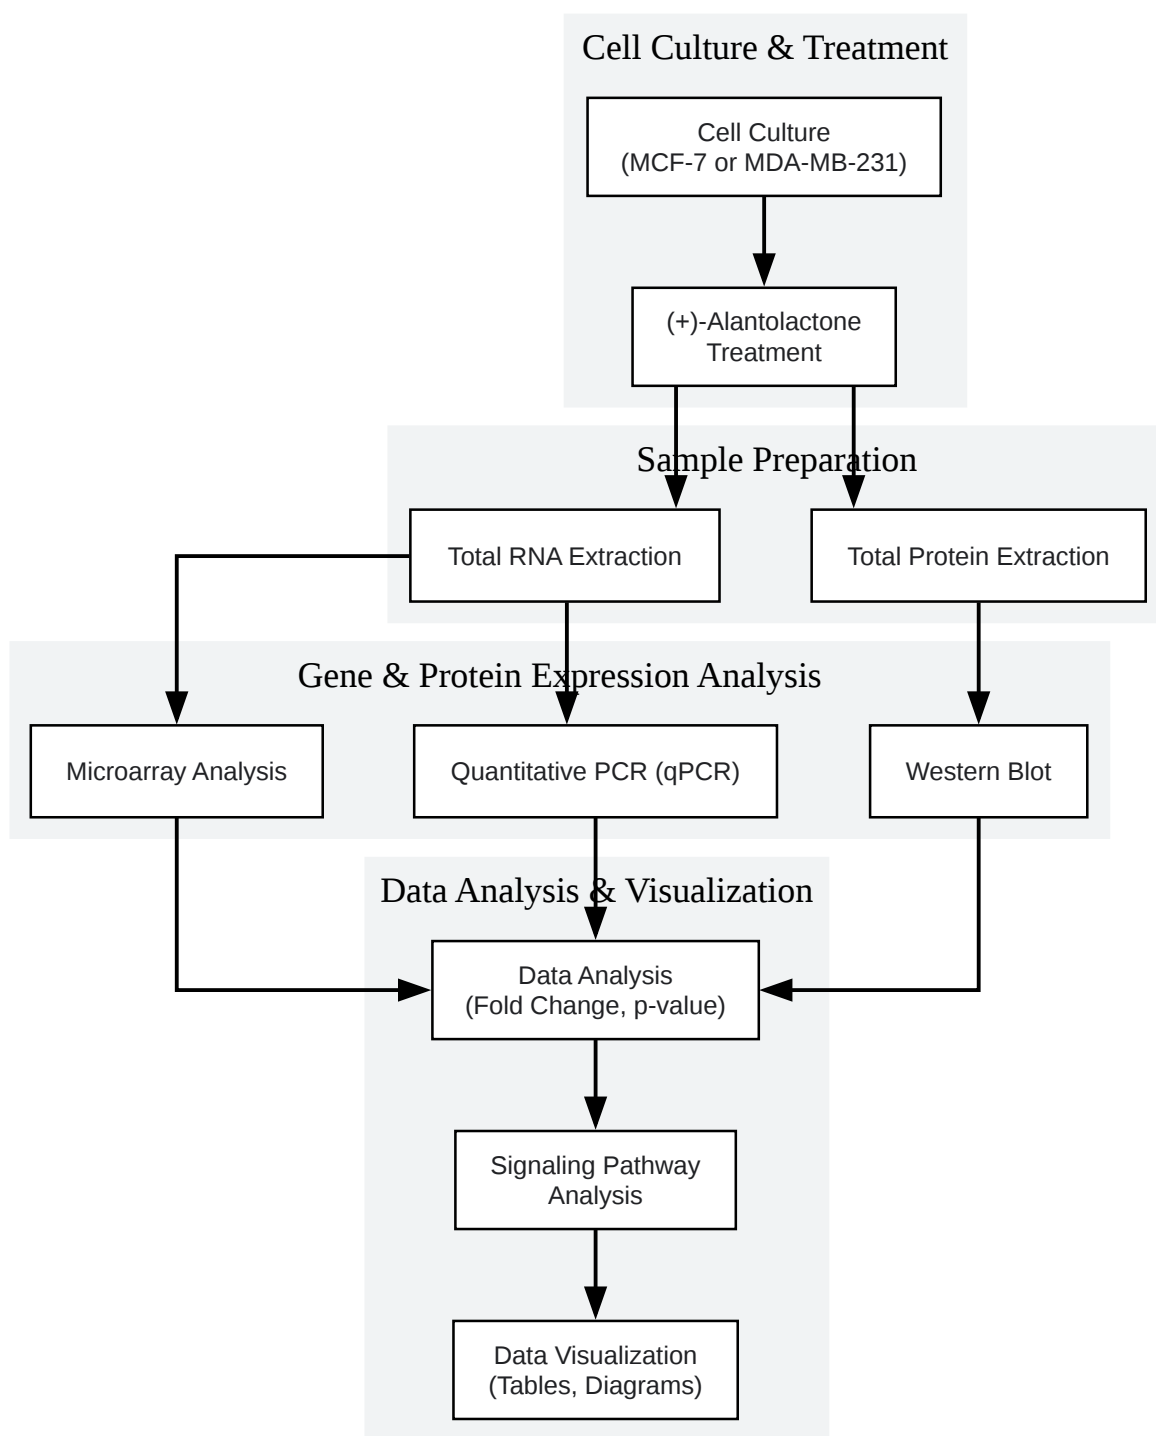 Cell Culture & Treatment
Cell Culture
(MCF-7 or MDA-MB-231)
(+)-Alantolactone
Treatment
Sample Preparation
Total RNA Extraction
Total Protein Extraction
Gene & Protein Expression Analysis
Microarray Analysis
Quantitative PCR (qPCR)
Western Blot
Data Analysis & Visualization
Data Analysis
(Fold Change, p-value)
Signaling Pathway
Analysis
Data Visualization
(Tables, Diagrams)